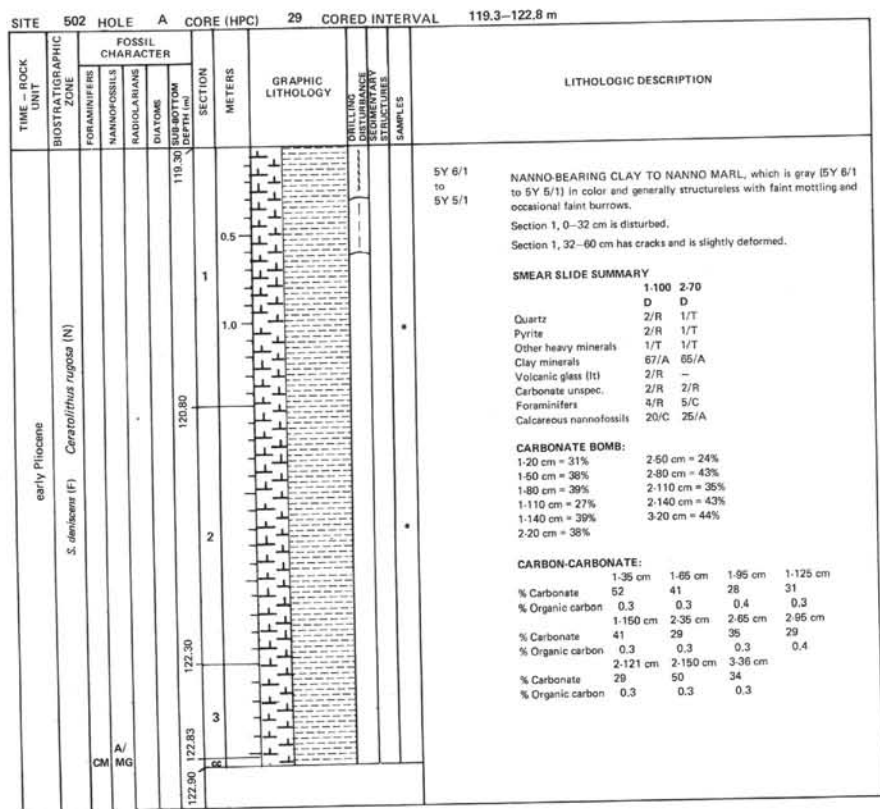 SITE 502 HOLE A CORE (HPC) 29 CORED INTERVAL 119.3–122.8 m
TIME – ROCK UNIT
BIOSTRATIGRAPHIC ZONE
FOSSIL CHARACTER
FORAMINIFERS
NANNOFOSSILS
RADIOLARIANS
DIATOMS
SUB-BOTTOM DEPTH (m)
SECTION
METERS
GRAPHIC LITHOLOGY
DRILLING DISTURBANCE
SEDIMENTARY STRUCTURES
SAMPLES
LITHOLOGIC DESCRIPTION
early Pliocene
S. deniscens (F) Ceratolithus rugosa (N)
CM
A/
MG
119.30
120.80
122.30
122.83
122.90
1
2
3
cc
0.5
1.0
5Y 6/1
to
5Y 5/1
NANNO-BEARING CLAY TO NANNO MARL, which is gray (5Y 6/1
to 5Y 5/1) in color and generally structureless with faint mottling and
occasional faint burrows.
Section 1, 0–32 cm is disturbed.
Section 1, 32–60 cm has cracks and is slightly deformed.
SMEAR SLIDE SUMMARY
1-100 2-70
D D
Quartz 2/R 1/T
Pyrite 2/R 1/T
Other heavy minerals 1/T 1/T
Clay minerals 67/A 65/A
Volcanic glass (lt) 2/R –
Carbonate unspec. 2/R 2/R
Foraminifers 4/R 5/C
Calcareous nannofossils 20/C 25/A
CARBONATE BOMB:
1-20 cm = 31% 2-50 cm = 24%
1-50 cm = 38% 2-80 cm = 43%
1-80 cm = 39% 2-110 cm = 35%
1-110 cm = 27% 2-140 cm = 43%
1-140 cm = 39% 3-20 cm = 44%
2-20 cm = 38%
CARBON-CARBONATE:
1-35 cm 1-65 cm 1-95 cm 1-125 cm
% Carbonate 52 41 28 31
% Organic carbon 0.3 0.3 0.4 0.3
1-150 cm 2-35 cm 2-65 cm 2-95 cm
% Carbonate 41 29 35 29
% Organic carbon 0.3 0.3 0.3 0.4
2-121 cm 2-150 cm 3-36 cm
% Carbonate 29 50 34
% Organic carbon 0.3 0.3 0.3